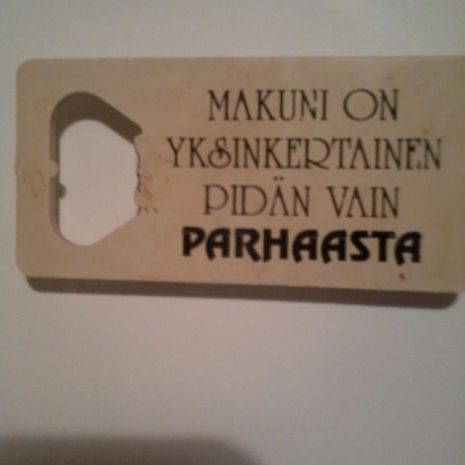 MAKUNI ON
YKSINKERTAINEN
PIDÄN VAIN
PARHAASTA